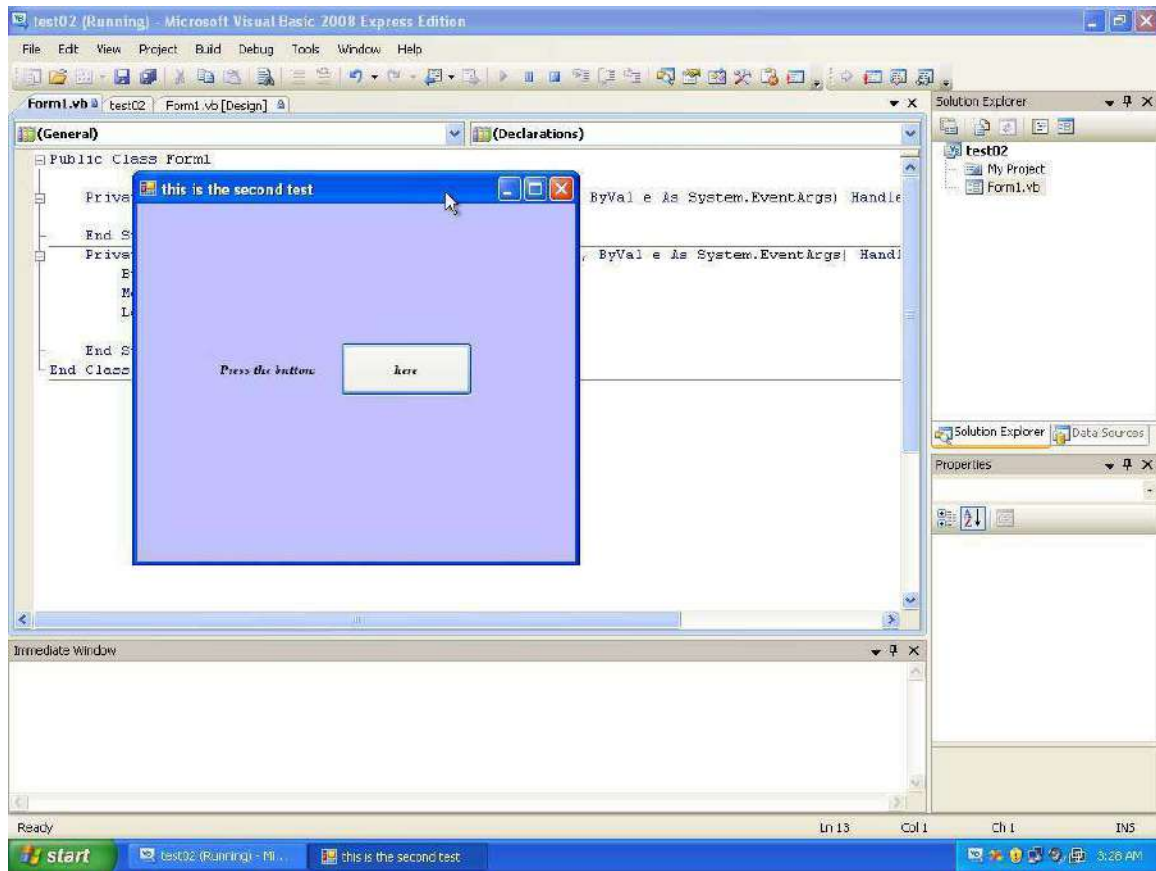 test02 (Running) - Microsoft Visual Basic 2008 Express Edition
File Edit View Project Build Debug Tools Window Help
Form1.vb test02 Form1.vb [Design]
(General) (Declarations)
Public Class Form1
Priva ByVal e As System.EventArgs) Handle
End S
Priva , ByVal e As System.EventArgs) Handl
End S
End Class
this is the second test
Press the button here
Solution Explorer
test02
My Project
Form1.vb
Solution Explorer Data Sources
Properties
Immediate Window
Ready Ln 13 Col 1 Ch 1 INS
start test02 (Running) - Mi... this is the second test 3:28 AM